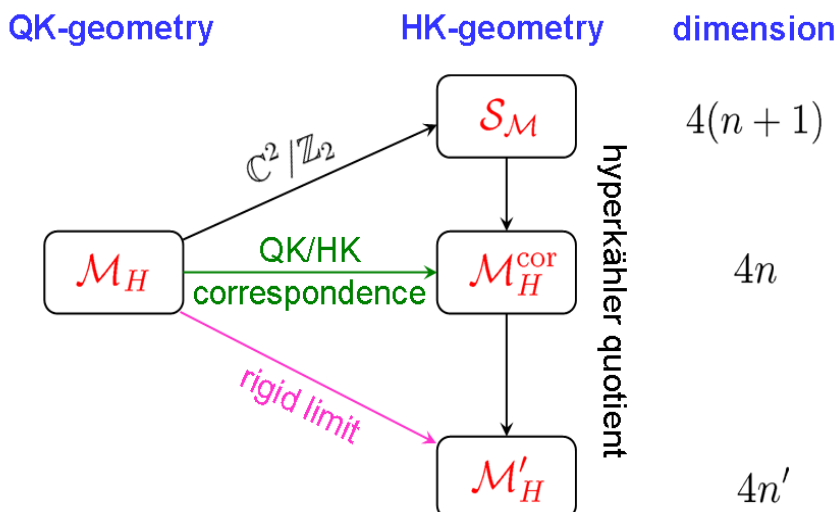 QK-geometry HK-geometry dimension
𝒮_ℳ 4(n + 1)
ℂ²/ℤ₂
hyperkähler quotient
ℳ_H QK/HK ℳ_H^cor 4n
correspondence
rigid limit
ℳ′_H 4n′